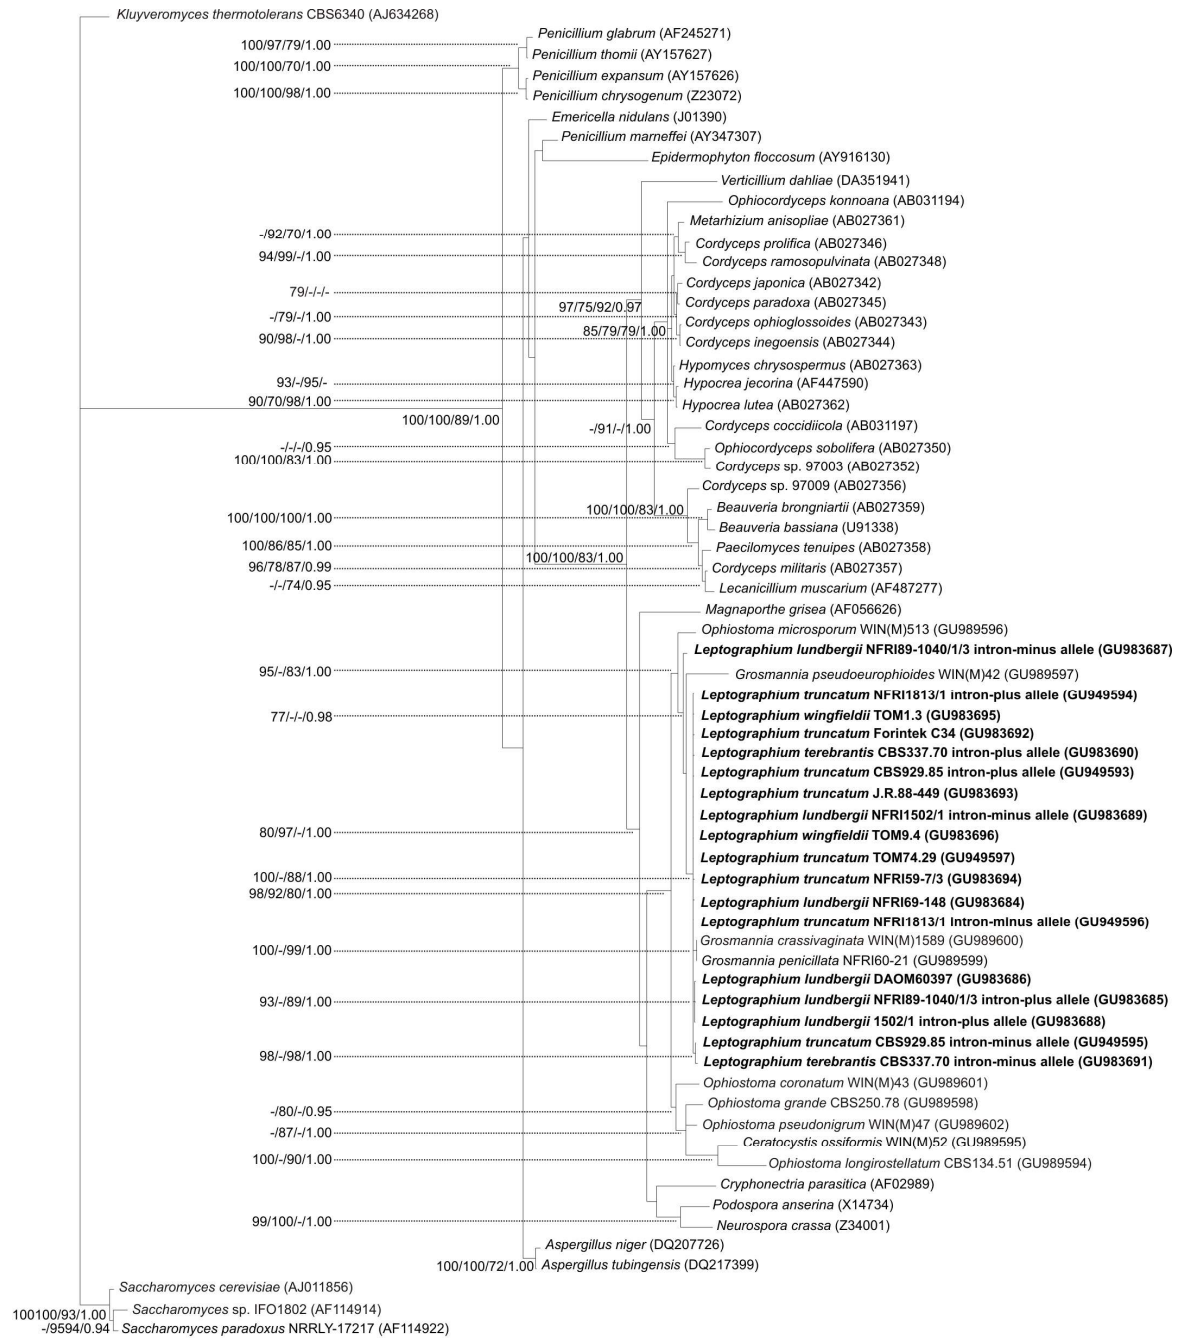 Kluyveromyces thermotolerans CBS6340 (AJ634268)
Penicillium glabrum (AF245271)
100/97/79/1.00
Penicillium thomii (AY157627)
100/100/70/1.00
Penicillium expansum (AY157626)
100/100/98/1.00
Penicillium chrysogenum (Z23072)
Emericella nidulans (J01390)
Penicillium marneffei (AY347307)
Epidermophyton floccosum (AY916130)
Verticillium dahliae (DA351941)
Ophiocordyceps konnoana (AB031194)
Metarhizium anisopliae (AB027361)
-/92/70/1.00
Cordyceps prolifica (AB027346)
94/99/-/1.00
Cordyceps ramosopulvinata (AB027348)
Cordyceps japonica (AB027342)
79/-/-/-
Cordyceps paradoxa (AB027345)
97/75/92/0.97
-/79/-/1.00
Cordyceps ophioglossoides (AB027343)
85/79/79/1.00
90/98/-/1.00
Cordyceps inegoensis (AB027344)
Hypomyces chrysospermus (AB027363)
93/-/95/-
Hypocrea jecorina (AF447590)
90/70/98/1.00
Hypocrea lutea (AB027362)
100/100/89/1.00
Cordyceps coccidiicola (AB031197)
-/91/-/1.00
-/-/-/0.95
Ophiocordyceps sobolifera (AB027350)
100/100/83/1.00
Cordyceps sp. 97003 (AB027352)
Cordyceps sp. 97009 (AB027356)
100/100/83/1.00
Beauveria brongniartii (AB027359)
100/100/100/1.00
Beauveria bassiana (U91338)
100/86/85/1.00
Paecilomyces tenuipes (AB027358)
100/100/83/1.00
96/78/87/0.99
Cordyceps militaris (AB027357)
-/-/74/0.95
Lecanicillium muscarium (AF487277)
Magnaporthe grisea (AF056626)
Ophiostoma microsporum WIN(M)513 (GU989596)
Leptographium lundbergii NFRI89-1040/1/3 intron-minus allele (GU983687)
95/-/83/1.00
Grosmannia pseudoeurophioides WIN(M)42 (GU989597)
Leptographium truncatum NFRI1813/1 intron-plus allele (GU949594)
77/-/-/0.98
Leptographium wingfieldii TOM1.3 (GU983695)
Leptographium truncatum Forintek C34 (GU983692)
Leptographium terebrantis CBS337.70 intron-plus allele (GU983690)
Leptographium truncatum CBS929.85 intron-plus allele (GU949593)
Leptographium truncatum J.R.88-449 (GU983693)
Leptographium lundbergii NFRI1502/1 intron-minus allele (GU983689)
80/97/-/1.00
Leptographium wingfieldii TOM9.4 (GU983696)
Leptographium truncatum TOM74.29 (GU949597)
100/-/88/1.00
Leptographium truncatum NFRI59-7/3 (GU983694)
98/92/80/1.00
Leptographium lundbergii NFRI69-148 (GU983684)
Leptographium truncatum NFRI1813/1 intron-minus allele (GU949596)
Grosmannia crassivaginata WIN(M)1589 (GU989600)
100/-/99/1.00
Grosmannia penicillata NFRI60-21 (GU989599)
Leptographium lundbergii DAOM60397 (GU983686)
93/-/89/1.00
Leptographium lundbergii NFRI89-1040/1/3 intron-plus allele (GU983685)
Leptographium lundbergii 1502/1 intron-plus allele (GU983688)
Leptographium truncatum CBS929.85 intron-minus allele (GU949595)
98/-/98/1.00
Leptographium terebrantis CBS337.70 intron-minus allele (GU983691)
Ophiostoma coronatum WIN(M)43 (GU989601)
Ophiostoma grande CBS250.78 (GU989598)
-/80/-/0.95
Ophiostoma pseudonigrum WIN(M)47 (GU989602)
-/87/-/1.00
Ceratocystis ossiformis WIN(M)52 (GU989595)
100/-/90/1.00
Ophiostoma longirostellatum CBS134.51 (GU989594)
Cryphonectria parasitica (AF02989)
Podospora anserina (X14734)
99/100/-/1.00
Neurospora crassa (Z34001)
Aspergillus niger (DQ207726)
100/100/72/1.00
Aspergillus tubingensis (DQ217399)
Saccharomyces cerevisiae (AJ011856)
100100/93/1.00
Saccharomyces sp. IFO1802 (AF114914)
-/9594/0.94
Saccharomyces paradoxus NRRLY-17217 (AF114922)